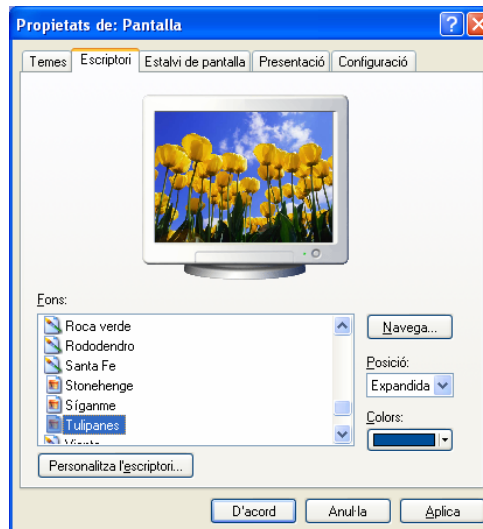 Propietats de: Pantalla
Temes Escriptori Estalvi de pantalla Presentació Configuració
Fons:
Roca verde
Rododendro
Santa Fe
Stonehenge
Síganme
Tulipanes
Navega...
Posició:
Expandida
Colors:
Personalitza l'escriptori...
D'acord Anul·la Aplica